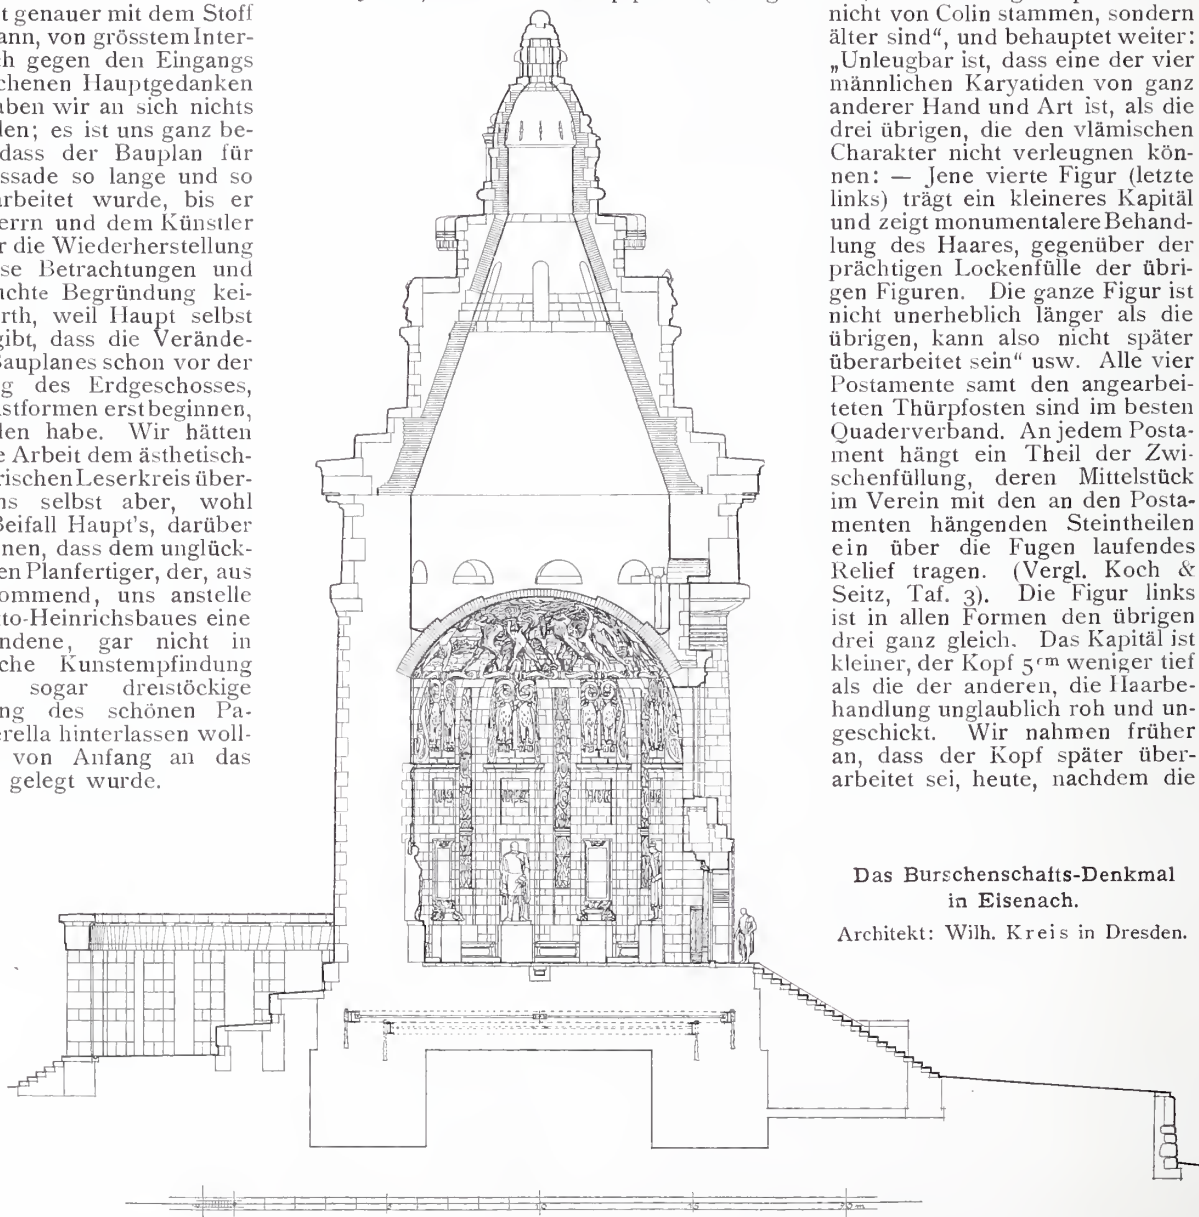 t genauer mit dem Stoff
ann, von grösstem Inter-
h gegen den Eingangs
chenen Hauptgedanken
aben wir an sich nichts
den; es ist uns ganz be-
dass der Bauplan für
ssade so lange und so
arbeitet wurde, bis er
errn und dem Künstler
r die Wiederherstellung
se Betrachtungen und
achte Begründung kei-
rth, weil Haupt selbst
gibt, dass die Verände-
Bauplanes schon vor der
g des Erdgeschosses,
stformen erst beginnen,
den habe. Wir hätten
e Arbeit dem ästhetisch-
rischen Leserkreis über-
ns selbst aber, wohl
Beifall Haupt's, darüber
nen, dass dem unglück-
en Planfertiger, der, aus
ommend, uns anstelle
tto-Heinrichsbaues eine
ndene, gar nicht in
che Kunstempfindung
sogar dreistöckige
ng des schönen Pa-
erella hinterlassen woll-
von Anfang an das
gelegt wurde.
nicht von Colin stammen, sondern
älter sind“, und behauptet weiter:
„Unleugbar ist, dass eine der vier
männlichen Karyatiden von ganz
anderer Hand und Art ist, als die
drei übrigen, die den vlämischen
Charakter nicht verleugnen kön-
nen: — Jene vierte Figur (letzte
links) trägt ein kleineres Kapitäl
und zeigt monumentalere Behand-
lung des Haares, gegenüber der
prächtigen Lockenfülle der übri-
gen Figuren. Die ganze Figur ist
nicht unerheblich länger als die
übrigen, kann also nicht später
überarbeitet sein“ usw. Alle vier
Postamente samt den angearbei-
teten Thürpfosten sind im besten
Quaderverband. An jedem Posta-
ment hängt ein Theil der Zwi-
schenfüllung, deren Mittelstück
im Verein mit den an den Posta-
menten hängenden Steintheilen
ein über die Fugen laufendes
Relief tragen. (Vergl. Koch &
Seitz, Taf. 3). Die Figur links
ist in allen Formen den übrigen
drei ganz gleich. Das Kapitäl ist
kleiner, der Kopf 5 cm weniger tief
als die der anderen, die Haarbe-
handlung unglaublich roh und un-
geschickt. Wir nahmen früher
an, dass der Kopf später über-
arbeitet sei, heute, nachdem die
Das Burschenschafts-Denkmal
in Eisenach.
Architekt: Wilh. Kreis in Dresden.